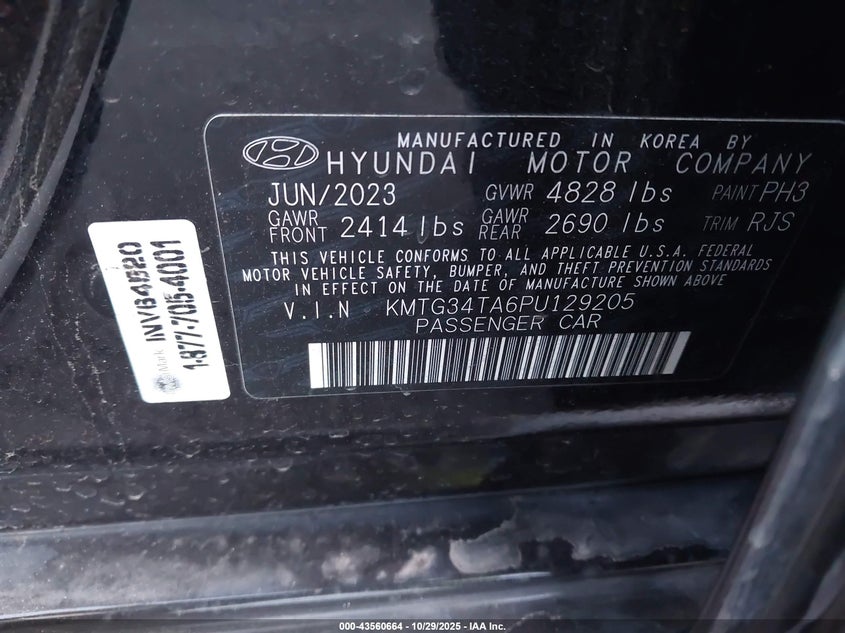 MANUFACTURED IN KOREA BY
HYUNDAI MOTOR COMPANY
JUN/2023 GVWR 4828 lbs PAINT PH3
GAWR FRONT 2414 lbs GAWR REAR 2690 lbs TRIM RJS
THIS VEHICLE CONFORMS TO ALL APPLICABLE U.S.A. FEDERAL
MOTOR VEHICLE SAFETY, BUMPER, AND THEFT PREVENTION STANDARDS
IN EFFECT ON THE DATE OF MANUFACTURE SHOWN ABOVE
V.I.N KMTG34TA6PU129205
PASSENGER CAR
Mark
INV64520
1-877-705-4001
000-43560664 | 10/29/2025 - IAA Inc.